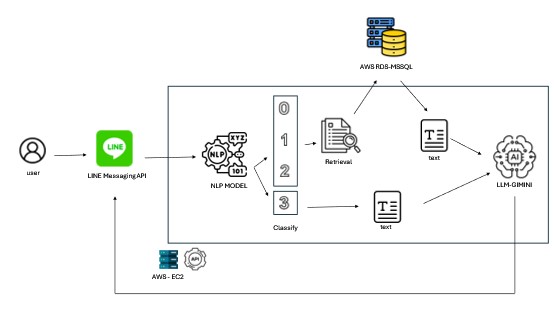 AWS RDS-MSSQL
0
1
2
3
XYZ
NLP
101
LINE
T
text
AI
API
user
LINE Messaging API
NLP MODEL
Retrieval
LLM-GIMINI
T
text
Classify
AWS - EC2